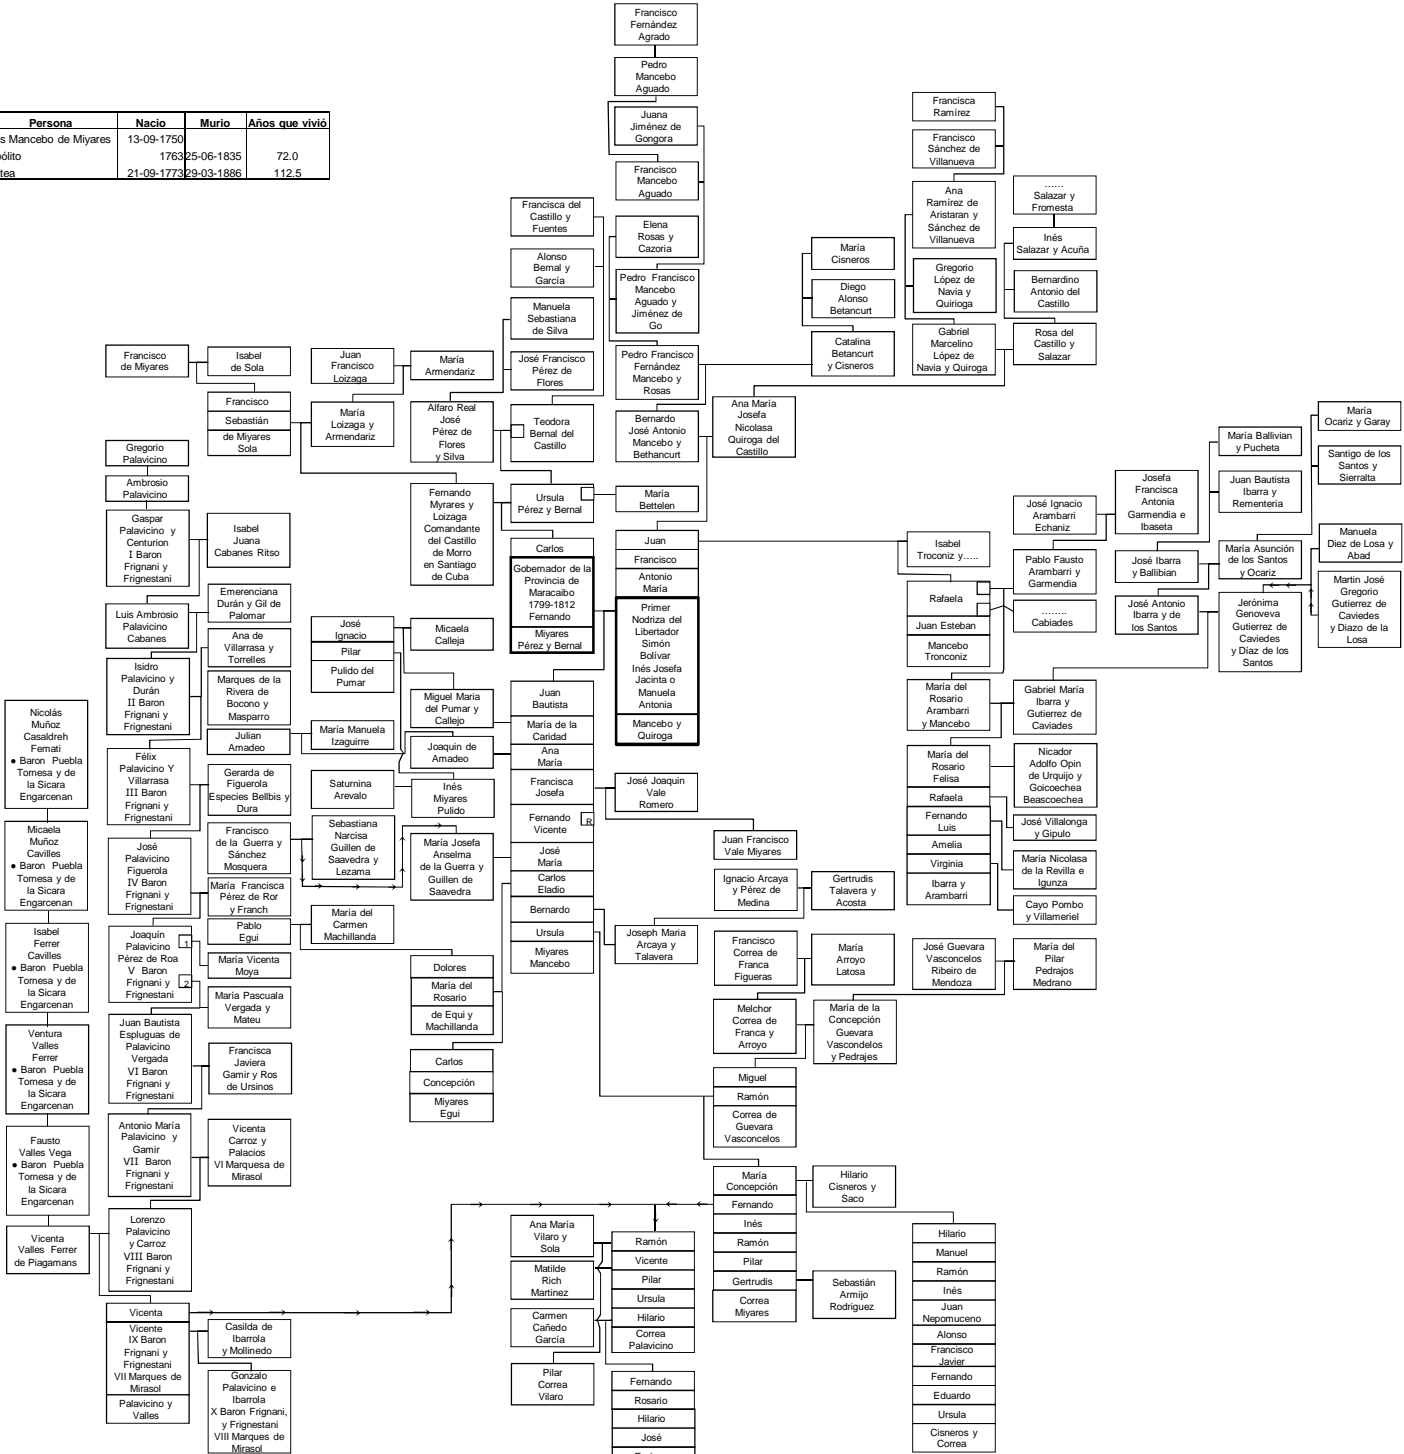 Francisco
Fernández
Agrado
Pedro
Mancebo
Aguado
Persona Nacio Murio Años que vivió
s Mancebo de Miyares 13-09-1750
ólito 1763 25-06-1835 72.0
tea 21-09-1773 29-03-1886 112.5
Juana
Jiménez de
Gongora
Francisco
Mancebo
Aguado
Francisca
Ramírez
Francisco
Sánchez de
Villanueva
Ana
Ramírez de
Aristaran y
Sánchez de
Villanueva
……
Salazar y
Fromesta
Francisca del
Castillo y
Fuentes
Elena
Rosas y
Cazoria
Inés
Salazar y Acuña
María
Cisneros
Alonso
Bernal y
García
Pedro Francisco
Mancebo
Aguado y
Jiménez de
Go
Diego
Alonso
Betancurt
Gregorio
López de
Navia y
Quirioga
Bernardino
Antonio del
Castillo
Manuela
Sebastiana
de Silva
Catalina
Betancurt
y Cisneros
Gabriel
Marcelino
López de
Navia y Quiroga
Rosa del
Castillo y
Salazar
Francisco
de Miyares
Isabel
de Sola
Juan
Francisco
Loizaga
María
Armendariz
José Francisco
Pérez de
Flores
Pedro Francisco
Fernández
Mancebo y
Rosas
Francisco
Sebastián
de Miyares
Sola
María
Loizaga y
Armendariz
Alfaro Real
José
Pérez de
Flores
y Silva
Teodora
Bernal del
Castillo
Bernardo
José Antonio
Mancebo y
Bethancurt
Ana María
Josefa
Nicolasa
Quiroga del
Castillo
María
Ocariz y Garay
María Ballivian
y Pucheta
Santigo de los
Santos y
Sierralta
Gregorio
Palavicino
Ambrosio
Palavicino
Gaspar
Palavicino y
Centurion
I Baron
Frignani y
Frignestani
Isabel
Juana
Cabanes Ritso
Fernando
Myrares y
Loizaga
Comandante
del Castillo
de Morro
en Santiago
de Cuba
Ursula
Pérez y Bernal
María
Bettelen
José Ignacio
Arambarri
Echaniz
Josefa
Francisca
Antonia
Garmendia e
Ibaseta
Juan Bautista
Ibarra y
Rementeria
Manuela
Diez de Losa y
Abad
Carlos
Gobernador de la
Provincia de
Maracaibo
1799-1812
Fernando
Miyares
Pérez y Bernal
Juan
Francisco
Antonio
María
Primer
Nodriza del
Libertador
Simón
Bolívar
Inés Josefa
Jacinta o
Manuela
Antonia
Mancebo y
Quiroga
Isabel
Troconiz y…..
Pablo Fausto
Arambarri y
Garmendia
José Ibarra
y Ballibian
María Asunción
de los Santos
y Ocariz
Martin José
Gregorio
Gutierrez de
Caviedes
y Diazo de la
Losa
Rafaela
Juan Esteban
Mancebo
Tronconiz
……..
Cabiades
José Antonio
Ibarra y de
los Santos
Jerónima
Genoveva
Gutierrez de
Caviedes
y Díaz de los
Santos
Luis Ambrosio
Palavicino
Cabanes
Emerenciana
Durán y Gil de
Palomar
Ana de
Villarrasa y
Torrelles
José
Ignacio
Pilar
Pulido del
Pumar
Micaela
Calleja
Isidro
Palavicino y
Durán
II Baron
Frignani y
Frignestani
Marques de la
Rivera de
Bocono y
Masparro
Miguel Maria
del Pumar y
Callejo
Juan
Bautista
María de la
Caridad
Ana
María
Francisca
Josefa
Fernando
Vicente
R
José
María
Carlos
Eladio
Bernardo
Ursula
Miyares
Mancebo
María del
Rosario
Arambarri
y Mancebo
Gabriel María
Ibarra y
Gutierrez de
Caviades
Nicolás
Muñoz
Casaldreh
Femati
● Baron Puebla
Tornesa y de
la Sicara
Engarcenan
Julian
Amadeo
María Manuela
Izaguirre
Joaquin de
Amadeo
Félix
Palavicino Y
Villarrasa
III Baron
Frignani y
Frignestani
Gerarda de
Figuerola
Especies Bellbis y
Dura
Saturnina
Arevalo
Inés
Miyares
Pulido
José Joaquin
Vale
Romero
María del
Rosario
Felisa
Rafaela
Fernando
Luis
Amelia
Virginia
Ibarra y
Arambarri
Nicador
Adolfo Opin
de Urquijo y
Goicoechea
Beascoechea
José Villalonga
y Gipulo
María Nicolasa
de la Revilla e
Igunza
Cayo Pombo
y Villameriel
Micaela
Muñoz
Cavilles
● Baron Puebla
Tornesa y de
la Sicara
Engarcenan
José
Palavicino
Figuerola
IV Baron
Frignani y
Frignestani
Francisco
de la Guerra y
Sánchez
Mosquera
Sebastiana
Narcisa
Guillen de
Saavedra y
Lezama
María Josefa
Anselma
de la Guerra y
Guillen de
Saavedra
Juan Francisco
Vale Miyares
Ignacio Arcaya
y Pérez de
Medina
Gertrudis
Talavera y
Acosta
María Francisca
Pérez de Ror
y Franch
Pablo
Egui
María del
Carmen
Machillanda
Joseph Maria
Arcaya y
Talavera
Isabel
Ferrer
Cavilles
● Baron Puebla
Tornesa y de
la Sicara
Engarcenan
Joaquín
Palavicino
Pérez de Roa
V Baron
Frignani y
Frignestani
1
2
María Vicenta
Moya
María Pascuala
Vergada y
Mateu
Dolores
María del
Rosario
de Equi y
Machillanda
Francisco
Correa de
Franca
Figueras
María
Arroyo
Latosa
José Guevara
Vasconcelos
Ribeiro de
Mendoza
María del
Pilar
Pedrajos
Medrano
Ventura
Valles
Ferrer
● Baron Puebla
Tornesa y de
la Sicara
Engarcenan
Juan Bautista
Espluguas de
Palavicino
Vergada
VI Baron
Frignani y
Frignestani
Francisca
Javiera
Gamir y Ros
de Ursinos
Carlos
Concepción
Miyares
Egui
Melchor
Correa de
Franca y
Arroyo
María de la
Concepción
Guevara
Vascondelos
y Pedrajes
Miguel
Ramón
Correa de
Guevara
Vasconcelos
Fausto
Valles Vega
● Baron Puebla
Tornesa y de
la Sicara
Engarcenan
Antonio María
Palavicino y
Gamir
VII Baron
Frignani y
Frignestani
Vicenta
Carroz y
Palacios
VI Marquesa de
Mirasol
María
Concepción
Fernando
Inés
Ramón
Pilar
Gertrudis
Correa
Miyares
Hilario
Cisneros y
Saco
Vicenta
Valles Ferrer
de Piagamans
Lorenzo
Palavicino
y Carroz
VIII Baron
Frignani y
Frignestani
Ana María
Vilaro y
Sola
Matilde
Rich
Martinez
Carmen
Cañedo
García
Pilar
Correa
Vilaro
Ramón
Vicente
Pilar
Ursula
Hilario
Correa
Palavicino
Sebastián
Armijo
Rodriguez
Hilario
Manuel
Ramón
Inés
Juan
Nepomuceno
Alonso
Francisco
Javier
Fernando
Eduardo
Ursula
Cisneros y
Correa
Vicenta
Vicente
IX Baron
Frignani y
Frignestani
VII Marques de
Mirasol
Palavicino y
Valles
Casilda de
Ibarrola
y Mollinedo
Gonzalo
Palavicino e
Ibarrola
X Baron Frignani,
y Frignestani
VIII Marques de
Mirasol
Fernando
Rosario
Hilario
José